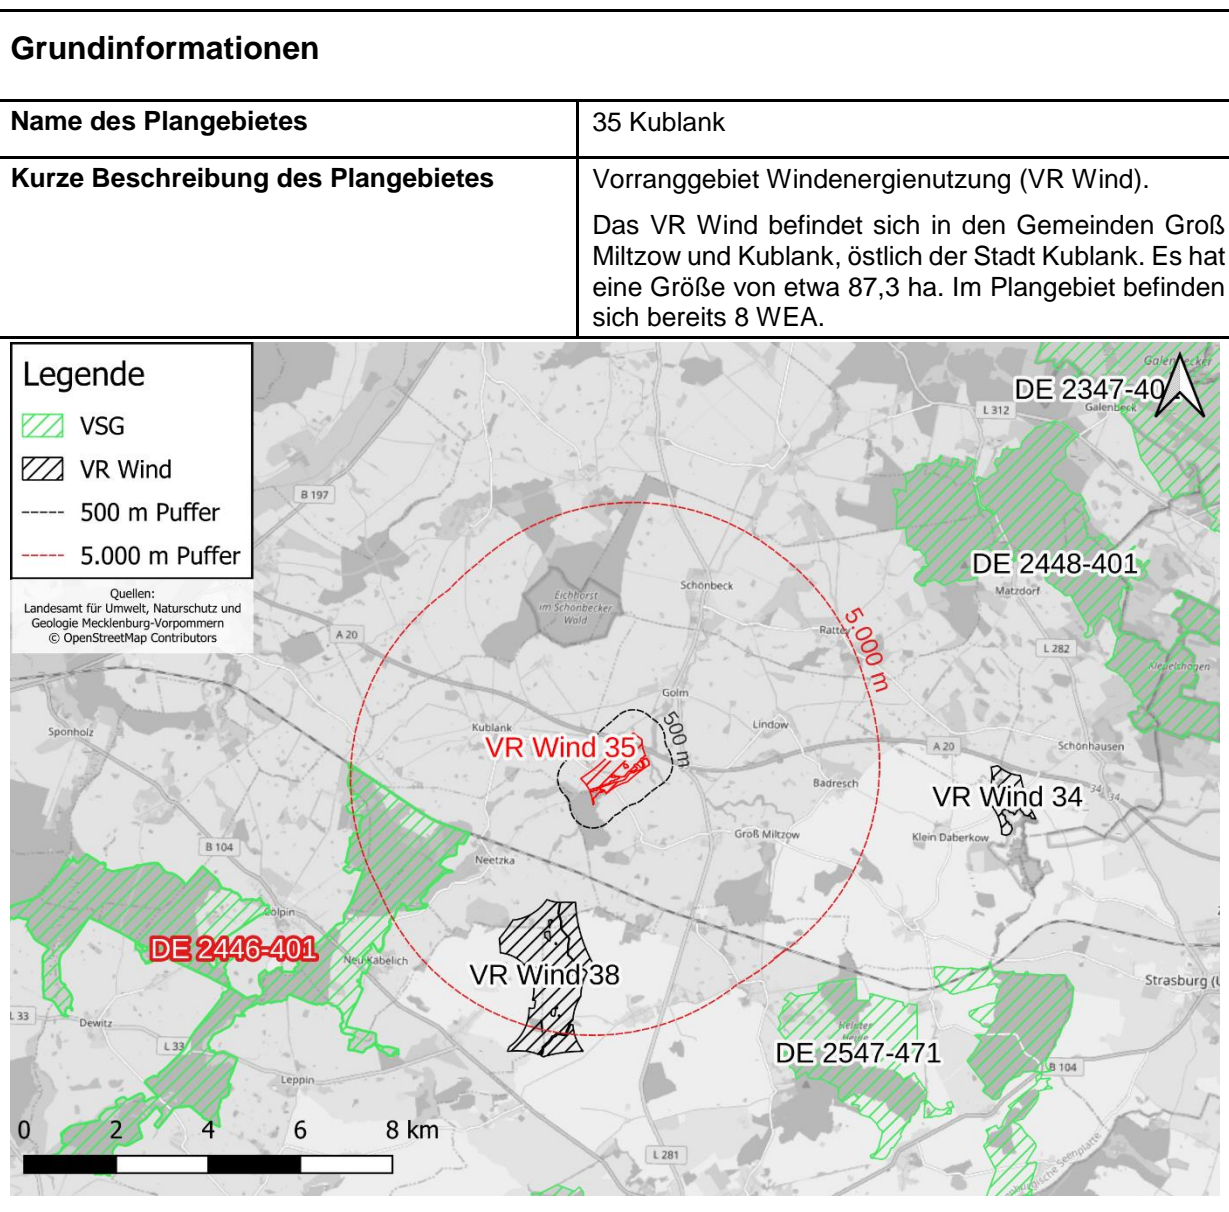 Grundinformationen
Name des Plangebietes
35 Kublank
Kurze Beschreibung des Plangebietes
Vorranggebiet Windenergienutzung (VR Wind).
Das VR Wind befindet sich in den Gemeinden Groß
Miltzow und Kublank, östlich der Stadt Kublank. Es hat
eine Größe von etwa 87,3 ha. Im Plangebiet befinden
sich bereits 8 WEA.
Legende
VSG
VR Wind
500 m Puffer
5.000 m Puffer
Quellen:
Landesamt für Umwelt, Naturschutz und
Geologie Mecklenburg-Vorpommern
© OpenStreetMap Contributors
DE 2347-40
Galenbeck
L 312
B 197
DE 2448-401
Matzdorf
Schönbeck
Eichhorst
im Schönbecker
Wald
Rattey
5.000 m
A 20
L 282
Klepelshagen
Golm
Sponholz
Kublank
500 m
Lindow
VR Wind 35
A 20
Schönhausen
Badresch
VR Wind 34
34
34
Groß Miltzow
Klein Daberkow
B 104
Neetzka
Colpin
DE 2446-401
Neu Käbelich
VR Wind 38
Strasburg (U
L 33
Dewitz
L 33
Helpter
DE 2547-471
B 104
Leppin
0 2 4 6 8 km
L 281